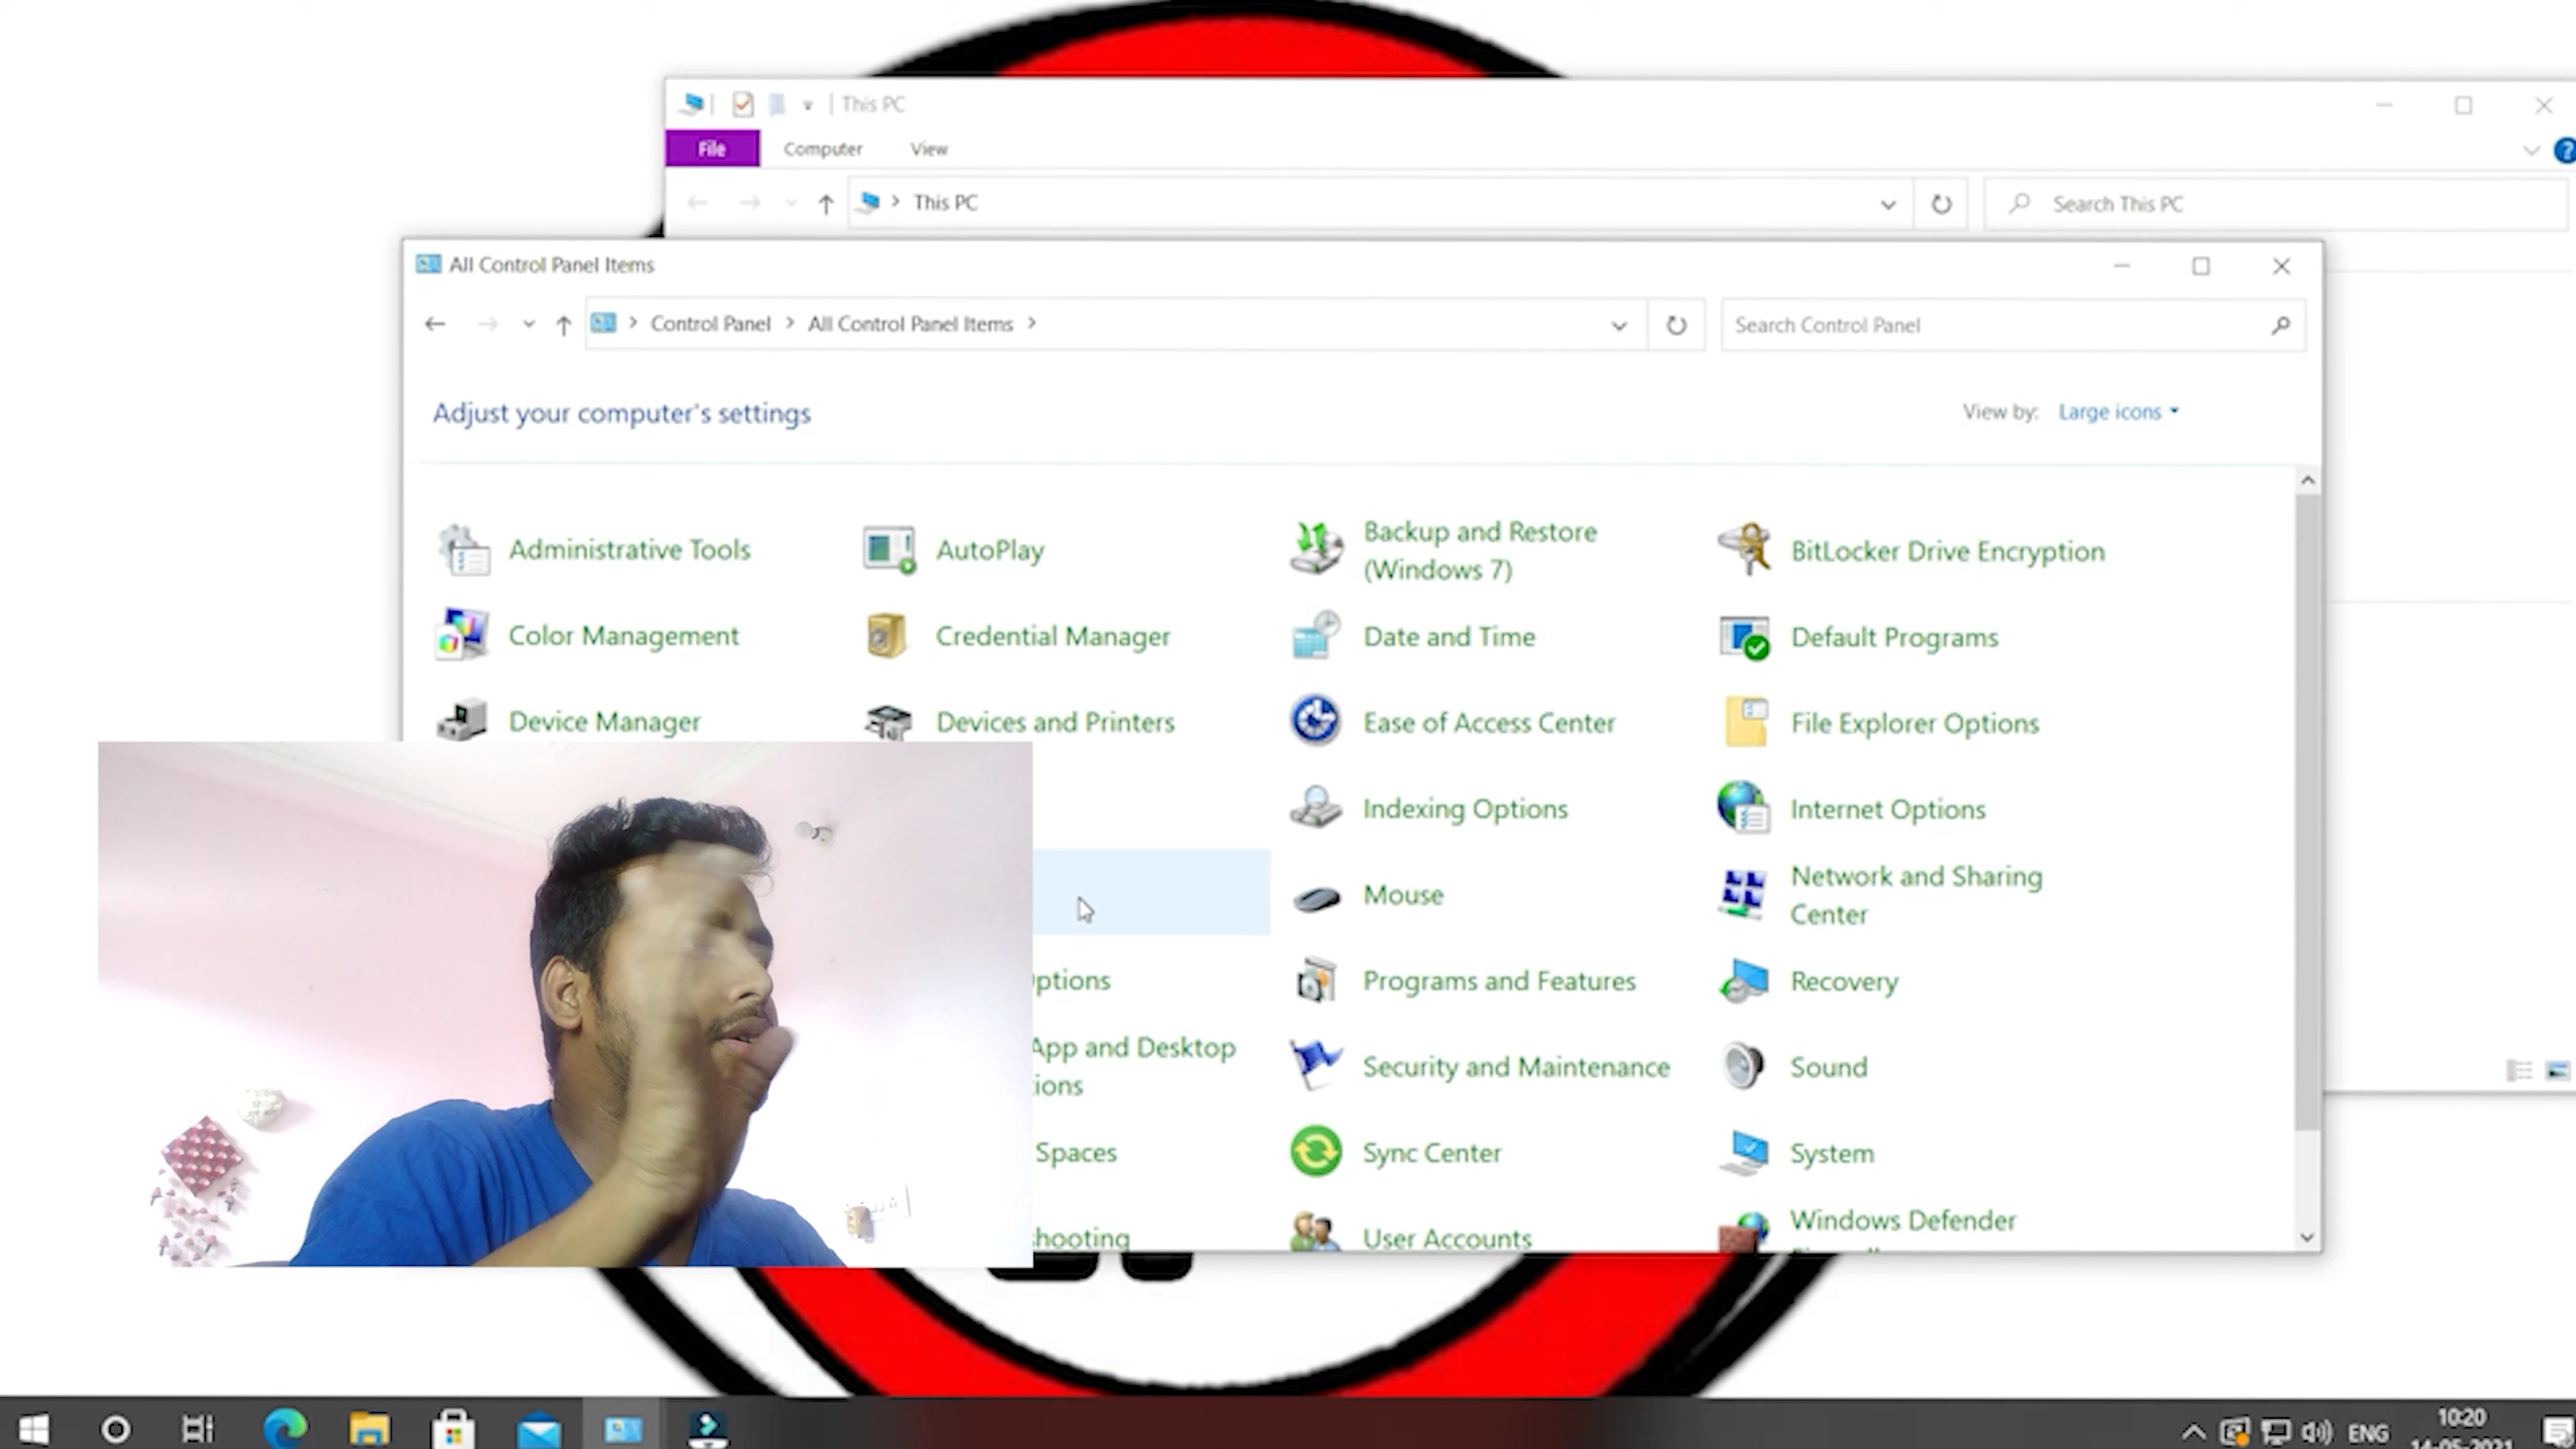 This PC
File Computer View
This PC
Search This PC
All Control Panel Items
Control Panel All Control Panel Items
Search Control Panel
Adjust your computer's settings
View by: Large icons
Administrative Tools
AutoPlay
Backup and Restore
(Windows 7)
BitLocker Drive Encryption
Color Management
Credential Manager
Date and Time
Default Programs
Device Manager
Devices and Printers
Ease of Access Center
File Explorer Options
Indexing Options
Internet Options
Mouse
Network and Sharing
Center
ptions
Programs and Features
Recovery
App and Desktop
ions
Security and Maintenance
Sound
Spaces
Sync Center
System
shooting
User Accounts
Windows Defender
ENG
10:20
14-05-2021